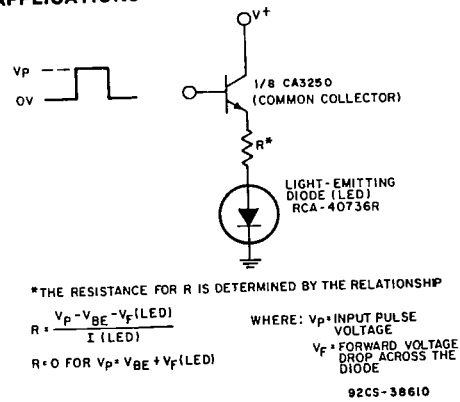 APPLICATIONS
V+
VP
0V
1/8 CA3250
(COMMON COLLECTOR)
R*
LIGHT-EMITTING
DIODE (LED)
RCA-40736R
*THE RESISTANCE FOR R IS DETERMINED BY THE RELATIONSHIP
R = VP-VBE-VF(LED) / I (LED)
R=0 FOR VP= VBE+VF(LED)
WHERE: VP=INPUT PULSE
VOLTAGE
VF=FORWARD VOLTAGE
DROP ACROSS THE
DIODE
92CS-38610